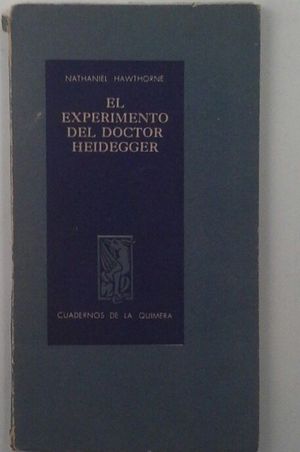 NATHANIEL HAWTHORNE
EL
EXPERIMENTO
DEL DOCTOR
HEIDEGGER
CUADERNOS DE LA QUIMERA